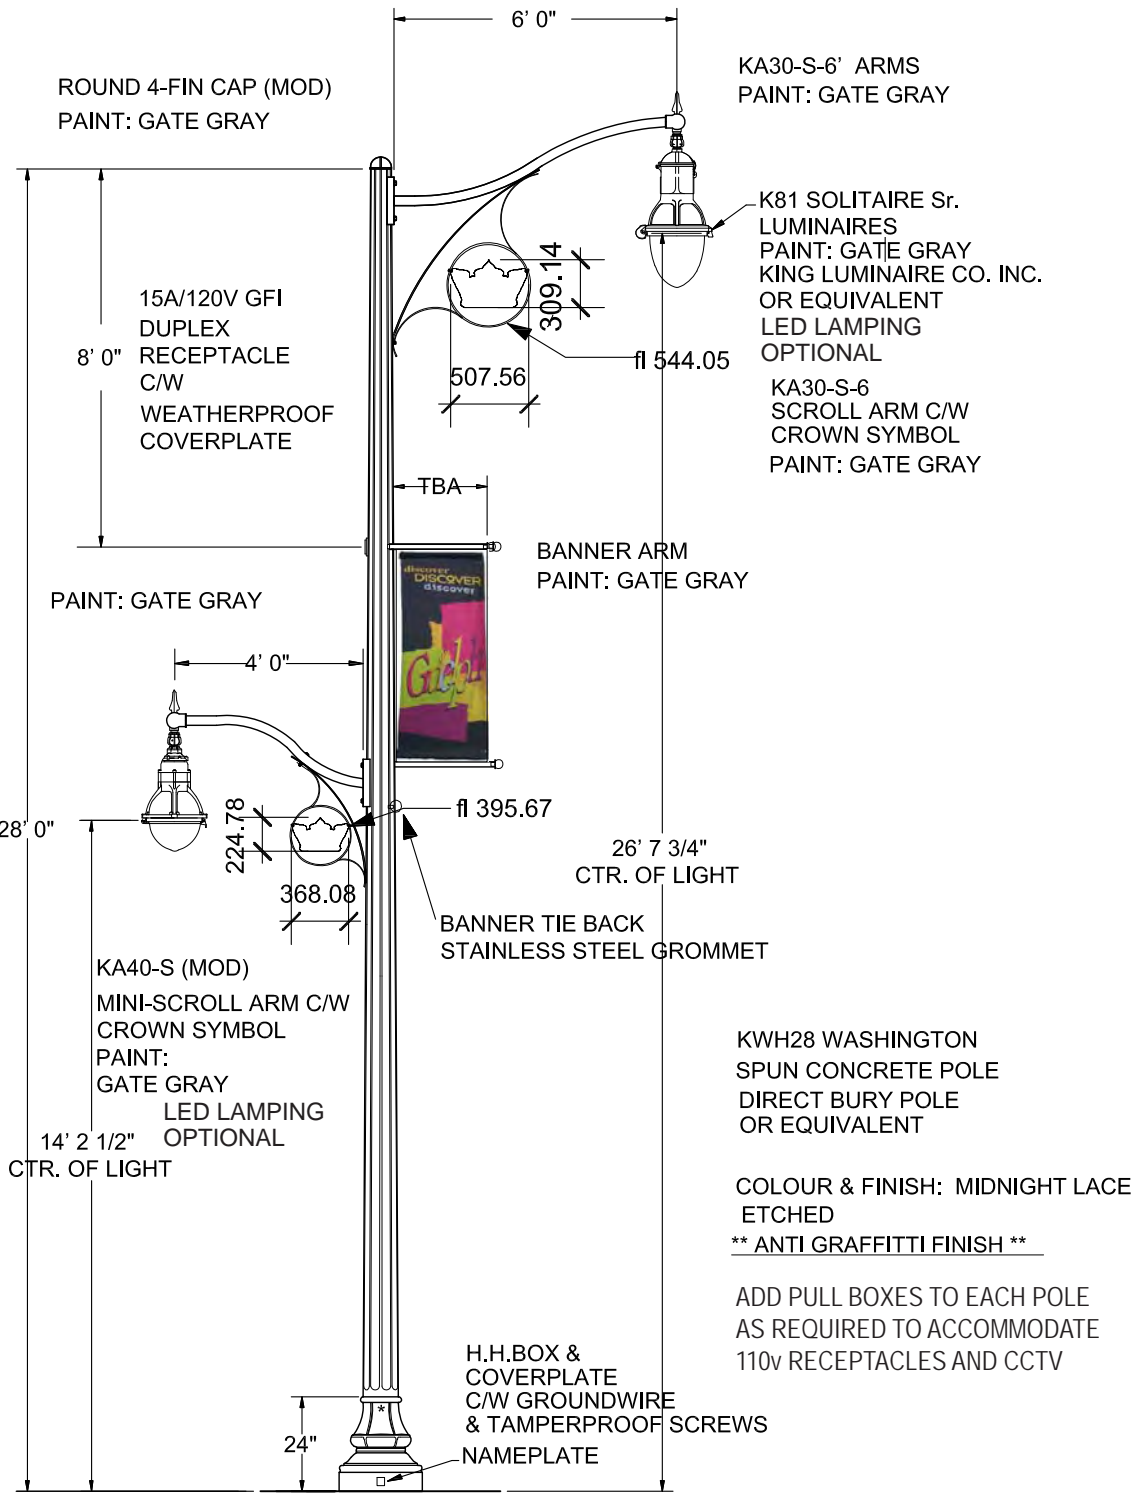 6' 0"
KA30-S-6' ARMS
PAINT: GATE GRAY
ROUND 4-FIN CAP (MOD)
PAINT: GATE GRAY
K81 SOLITAIRE Sr.
LUMINAIRES
PAINT: GATE GRAY
KING LUMINAIRE CO. INC.
OR EQUIVALENT
LED LAMPING
OPTIONAL
309.14
fl 544.05
507.56
15A/120V GFI
DUPLEX
RECEPTACLE
C/W
WEATHERPROOF
COVERPLATE
8' 0"
KA30-S-6
SCROLL ARM C/W
CROWN SYMBOL
PAINT: GATE GRAY
TBA
BANNER ARM
PAINT: GATE GRAY
discover
DISCOVER
discover
Guelph
PAINT: GATE GRAY
4' 0"
28' 0"
224.78
fl 395.67
368.08
26' 7 3/4"
CTR. OF LIGHT
BANNER TIE BACK
STAINLESS STEEL GROMMET
KA40-S (MOD)
MINI-SCROLL ARM C/W
CROWN SYMBOL
PAINT:
GATE GRAY
LED LAMPING
OPTIONAL
14' 2 1/2"
CTR. OF LIGHT
KWH28 WASHINGTON
SPUN CONCRETE POLE
DIRECT BURY POLE
OR EQUIVALENT
COLOUR & FINISH: MIDNIGHT LACE
ETCHED
** ANTI GRAFFITTI FINISH **
ADD PULL BOXES TO EACH POLE
AS REQUIRED TO ACCOMMODATE
110v RECEPTACLES AND CCTV
H.H.BOX &
COVERPLATE
C/W GROUNDWIRE
& TAMPERPROOF SCREWS
NAMEPLATE
24"
*